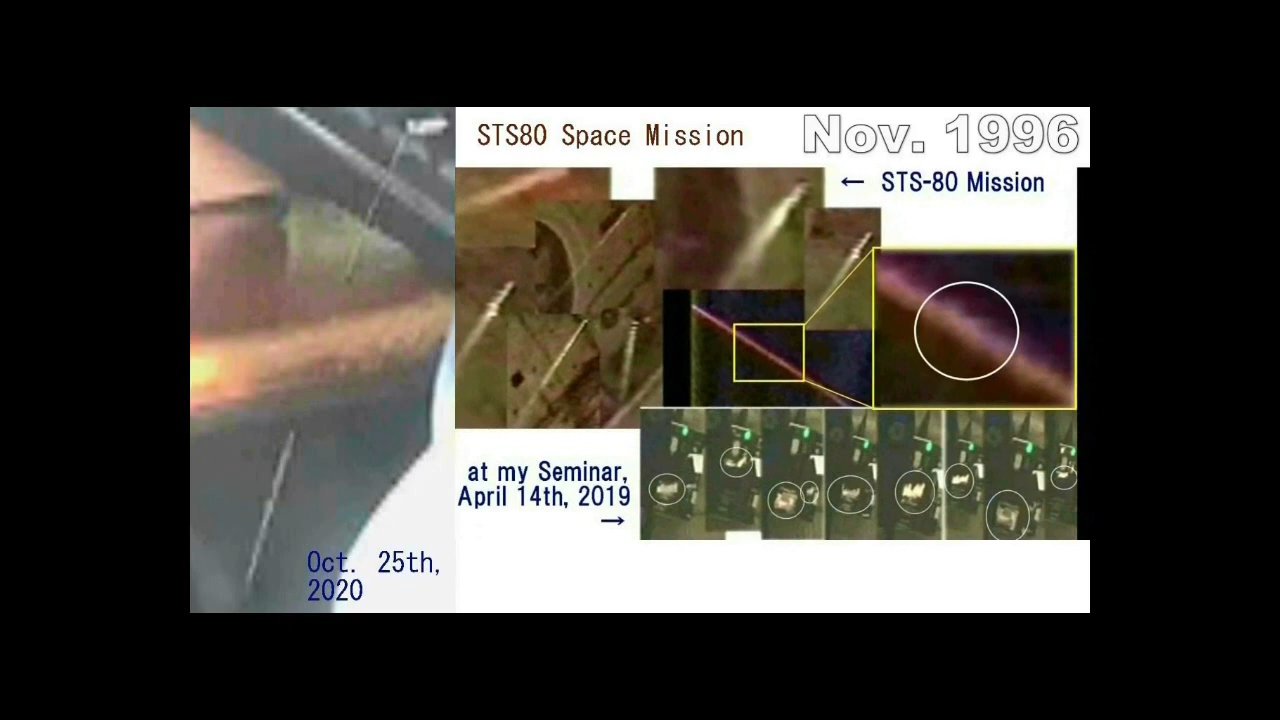 STS80 Space Mission
Nov. 1996
← STS-80 Mission
at my Seminar,
April 14th, 2019
→
Oct. 25th,
2020